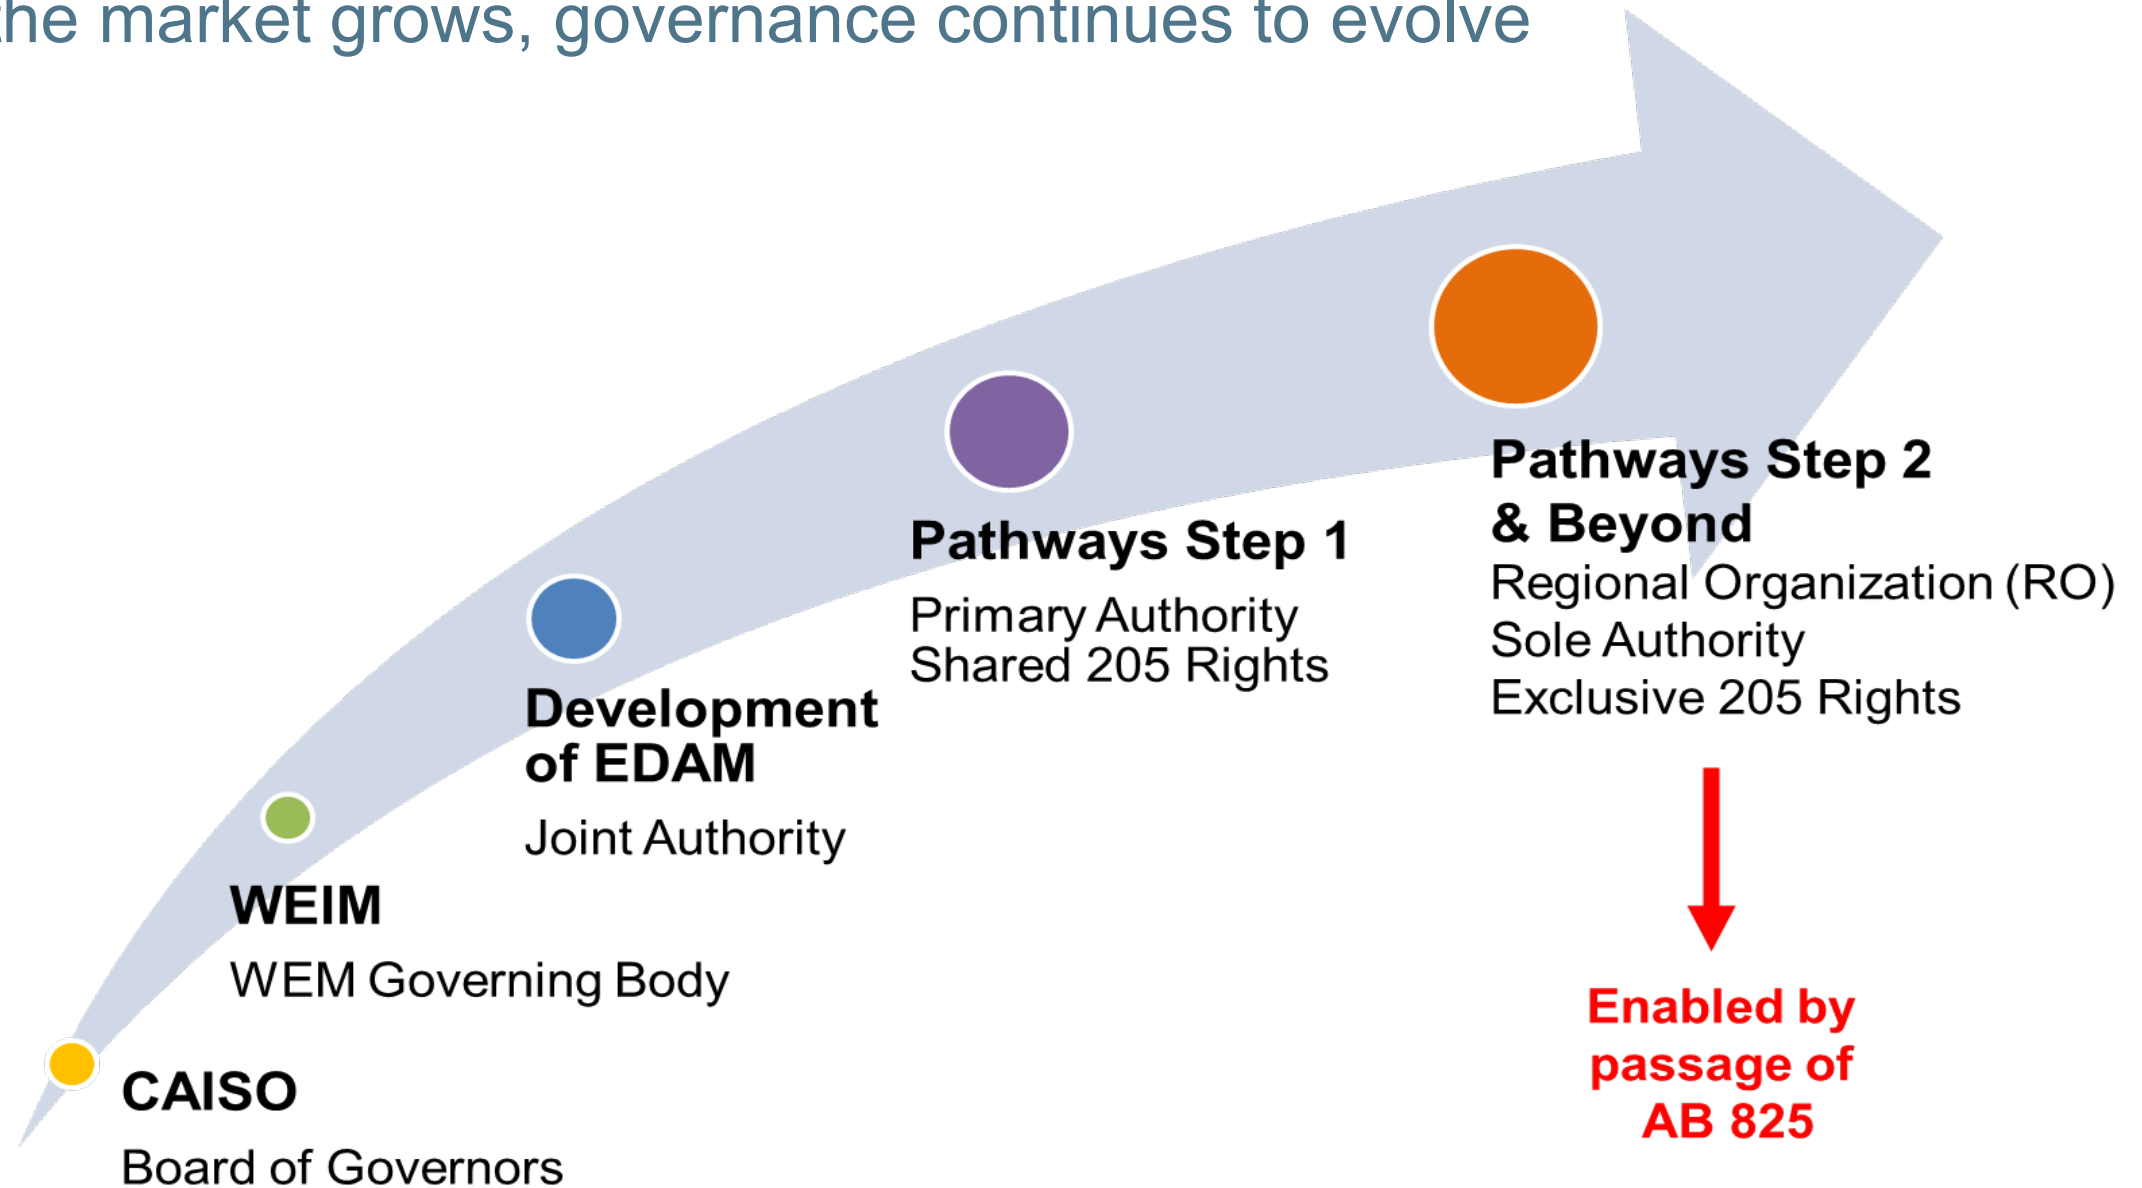 the market grows, governance continues to evolve
Pathways Step 2
& Beyond
Regional Organization (RO)
Sole Authority
Exclusive 205 Rights
Pathways Step 1
Primary Authority
Shared 205 Rights
Development
of EDAM
Joint Authority
WEIM
WEM Governing Body
CAISO
Board of Governors
Enabled by
passage of
AB 825